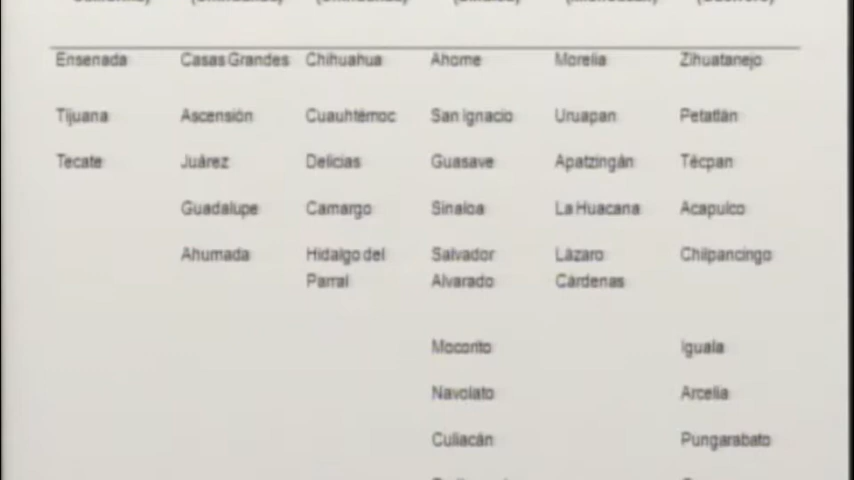 Ensenada Casas Grandes Chihuahua Ahome Morelia Zihuatanejo
Tijuana Ascensión Cuauhtémoc San Ignacio Uruapan Petatlán
Tecate Juárez Delicias Guasave Apatzingán Técpan
Guadalupe Camargo Sinaloa La Huacana Acapulco
Ahumada Hidalgo del Salvador Lázaro Chilpancingo
Parral Alvarado Cárdenas
Mocorito Iguala
Navolato Arcelia
Culiacán Pungarabato